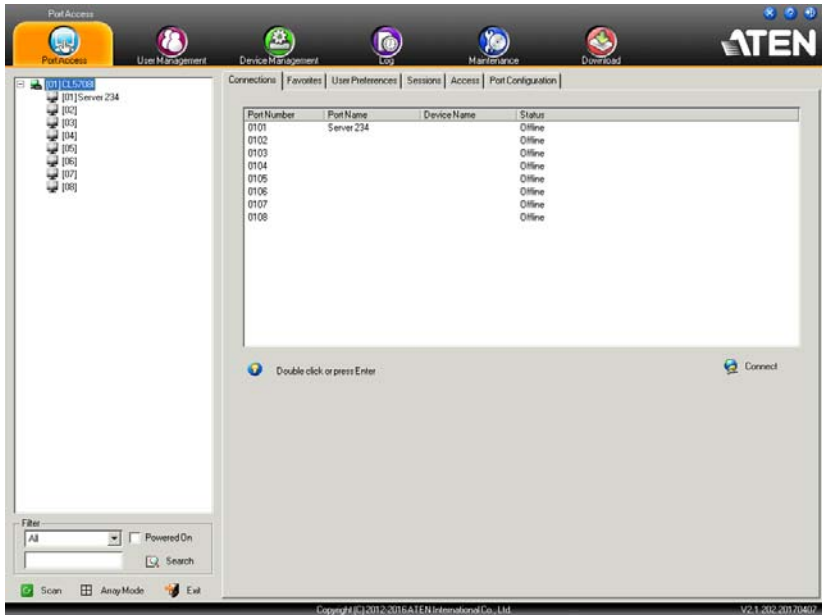 Port Access
Port Access User Management Device Management Log Maintenance Download
ATEN
[01]CL5708I
[01]Server 234
[02]
[03]
[04]
[05]
[06]
[07]
[08]
Connections Favorites User Preferences Sessions Access Port Configuration
Port Number Port Name Device Name Status
0101 Server 234 Offline
0102 Offline
0103 Offline
0104 Offline
0105 Offline
0106 Offline
0107 Offline
0108 Offline
Double click or press Enter
Connect
Filter
All
Powered On
Search
Scan Array Mode Exit
Copyright (C) 2012-2016 ATEN International Co., Ltd.
V2.1.202.20170407